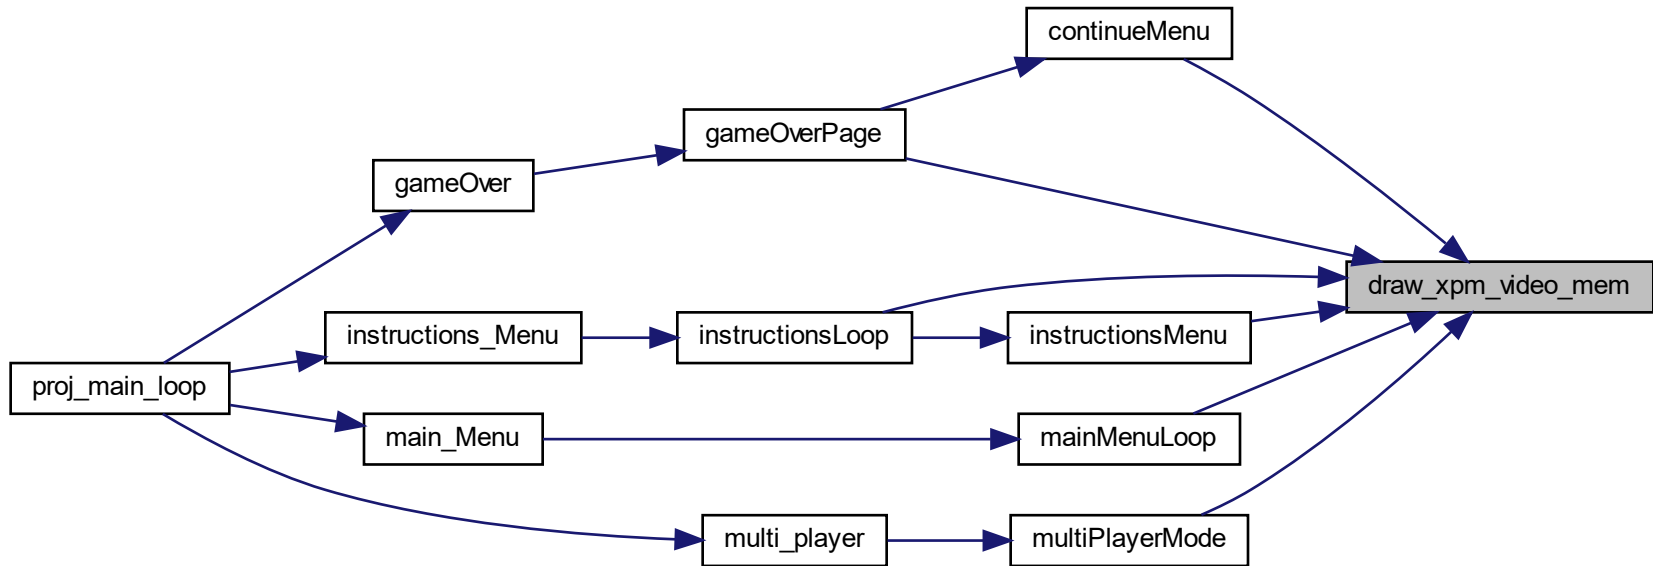 continueMenu
gameOverPage
gameOver
draw_xpm_video_mem
instructions_Menu
instructionsLoop
instructionsMenu
proj_main_loop
main_Menu
mainMenuLoop
multi_player
multiPlayerMode